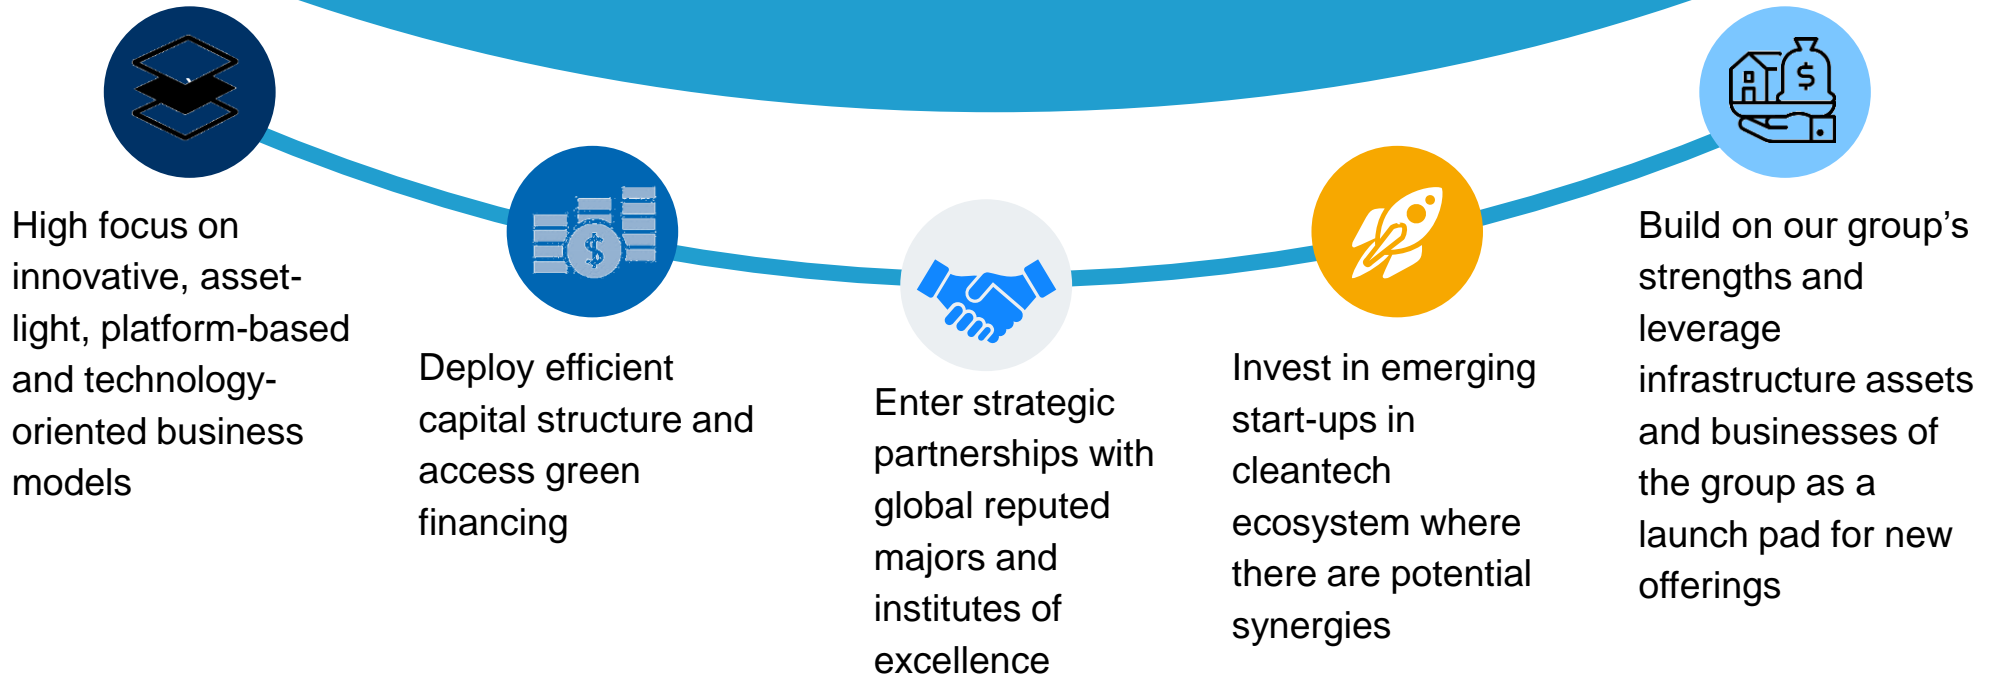 High focus on
innovative, asset-
light, platform-based
and technology-
oriented business
models
Deploy efficient
capital structure and
access green
financing
Enter strategic
partnerships with
global reputed
majors and
institutes of
excellence
Invest in emerging
start-ups in
cleantech
ecosystem where
there are potential
synergies
Build on our group’s
strengths and
leverage
infrastructure assets
and businesses of
the group as a
launch pad for new
offerings